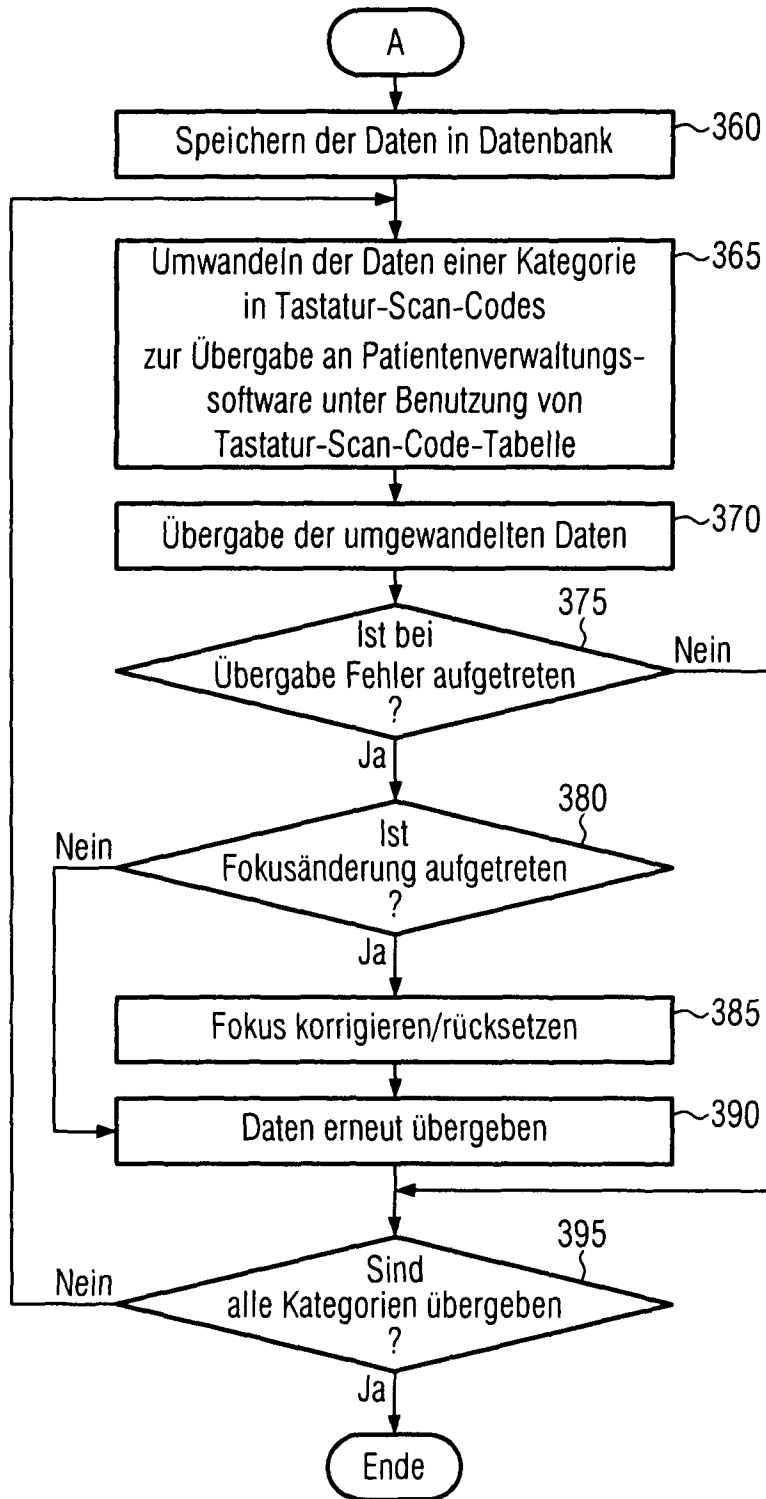 A
Speichern der Daten in Datenbank
360
Umwandeln der Daten einer Kategorie
in Tastatur-Scan-Codes
zur Übergabe an Patientenverwaltungs-
software unter Benutzung von
Tastatur-Scan-Code-Tabelle
365
Übergabe der umgewandelten Daten
370
375
Ist bei
Übergabe Fehler aufgetreten
?
Nein
Ja
380
Ist
Fokusänderung aufgetreten
?
Nein
Ja
Fokus korrigieren/rücksetzen
385
Daten erneut übergeben
390
395
Sind
alle Kategorien übergeben
?
Nein
Ja
Ende